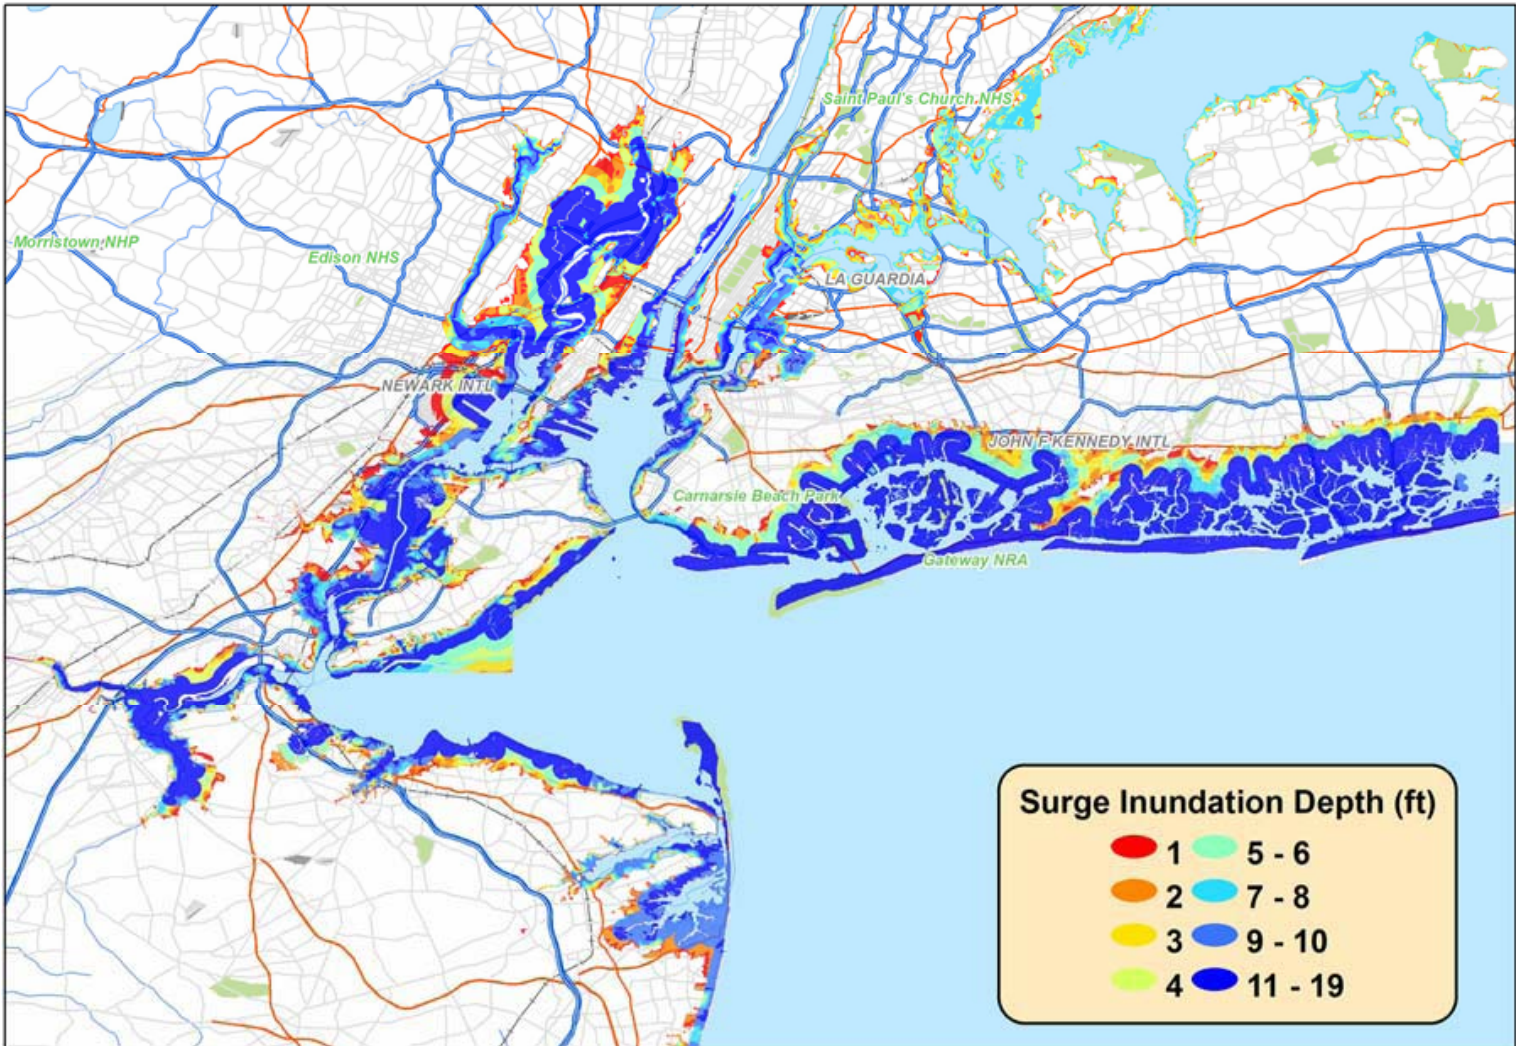 Saint Paul's Church NHS
Morristown NHP
Edison NHS
LA GUARDIA
NEWARK INTL
JOHN F KENNEDY INTL
Carnarsie Beach Park
Gateway NRA
Surge Inundation Depth (ft)
1 5 - 6
2 7 - 8
3 9 - 10
4 11 - 19